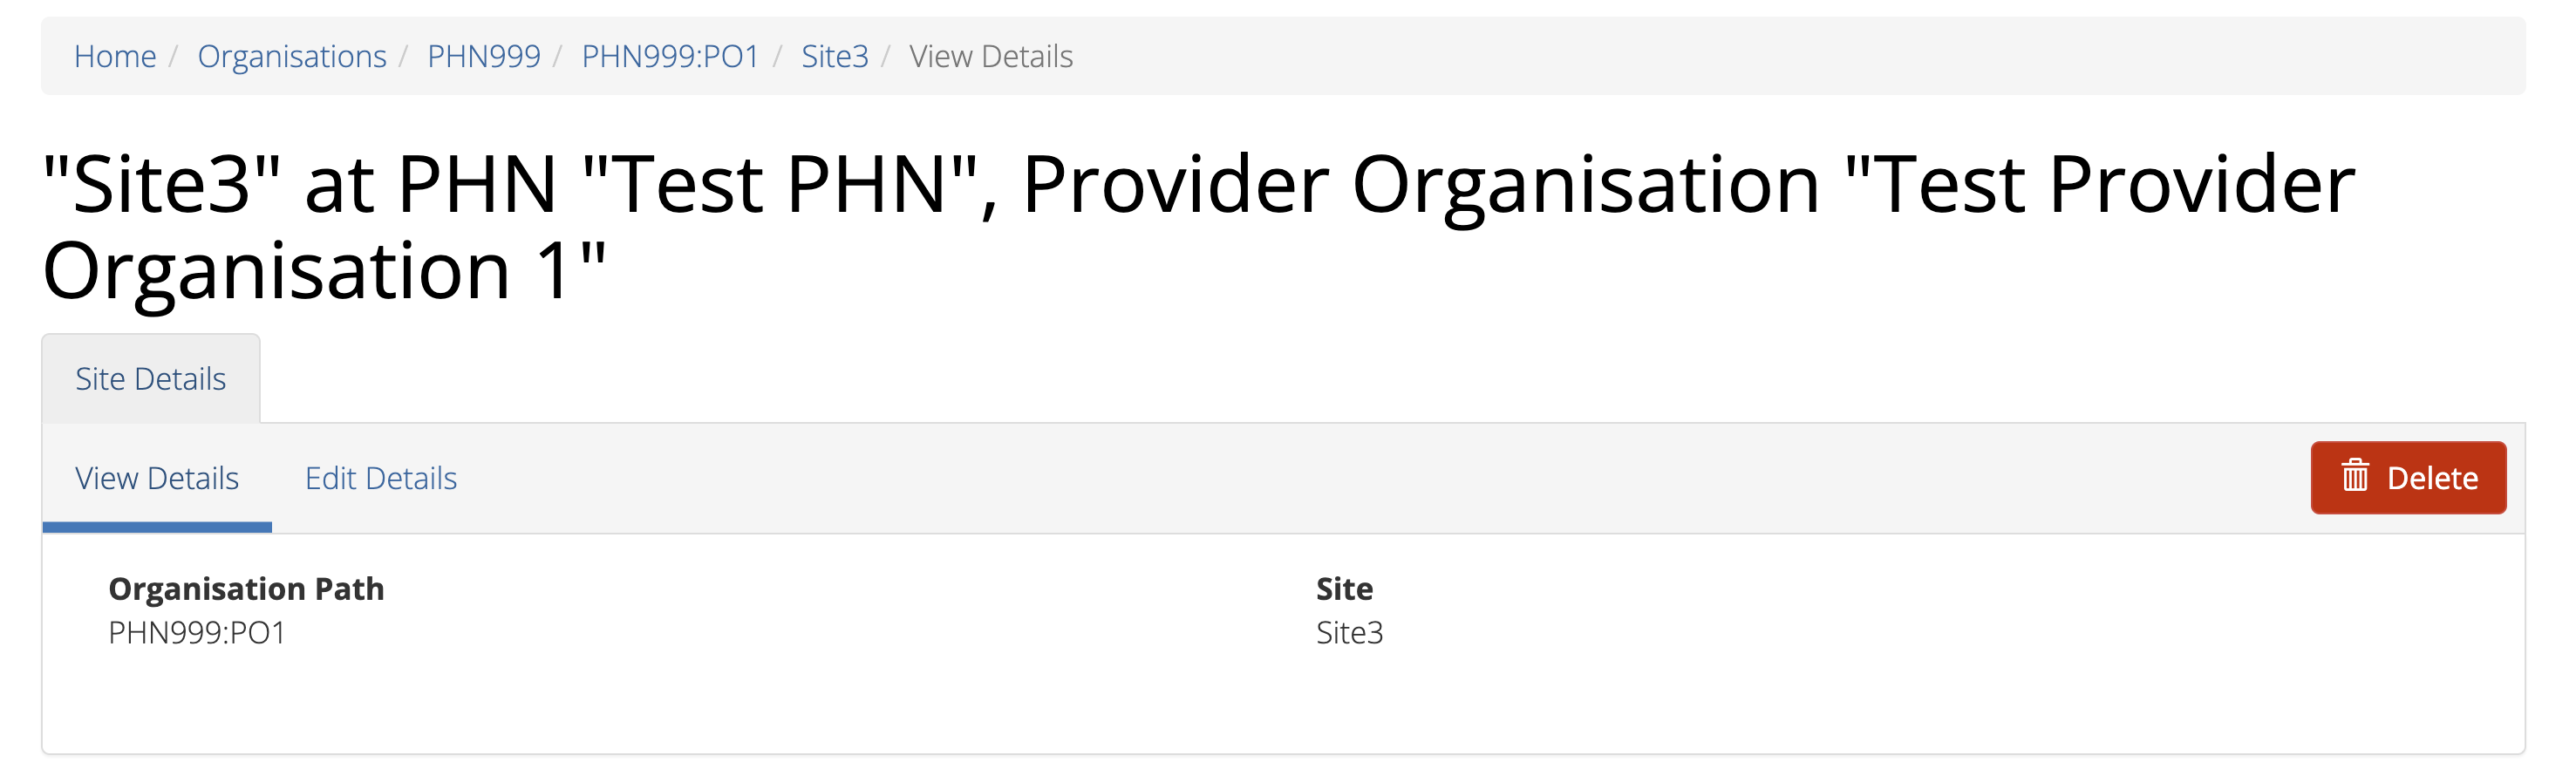 Home / Organisations / PHN999 / PHN999:PO1 / Site3 / View Details
"Site3" at PHN "Test PHN", Provider Organisation "Test Provider
Organisation 1"
Site Details
View Details Edit Details Delete
Organisation Path Site
PHN999:PO1 Site3